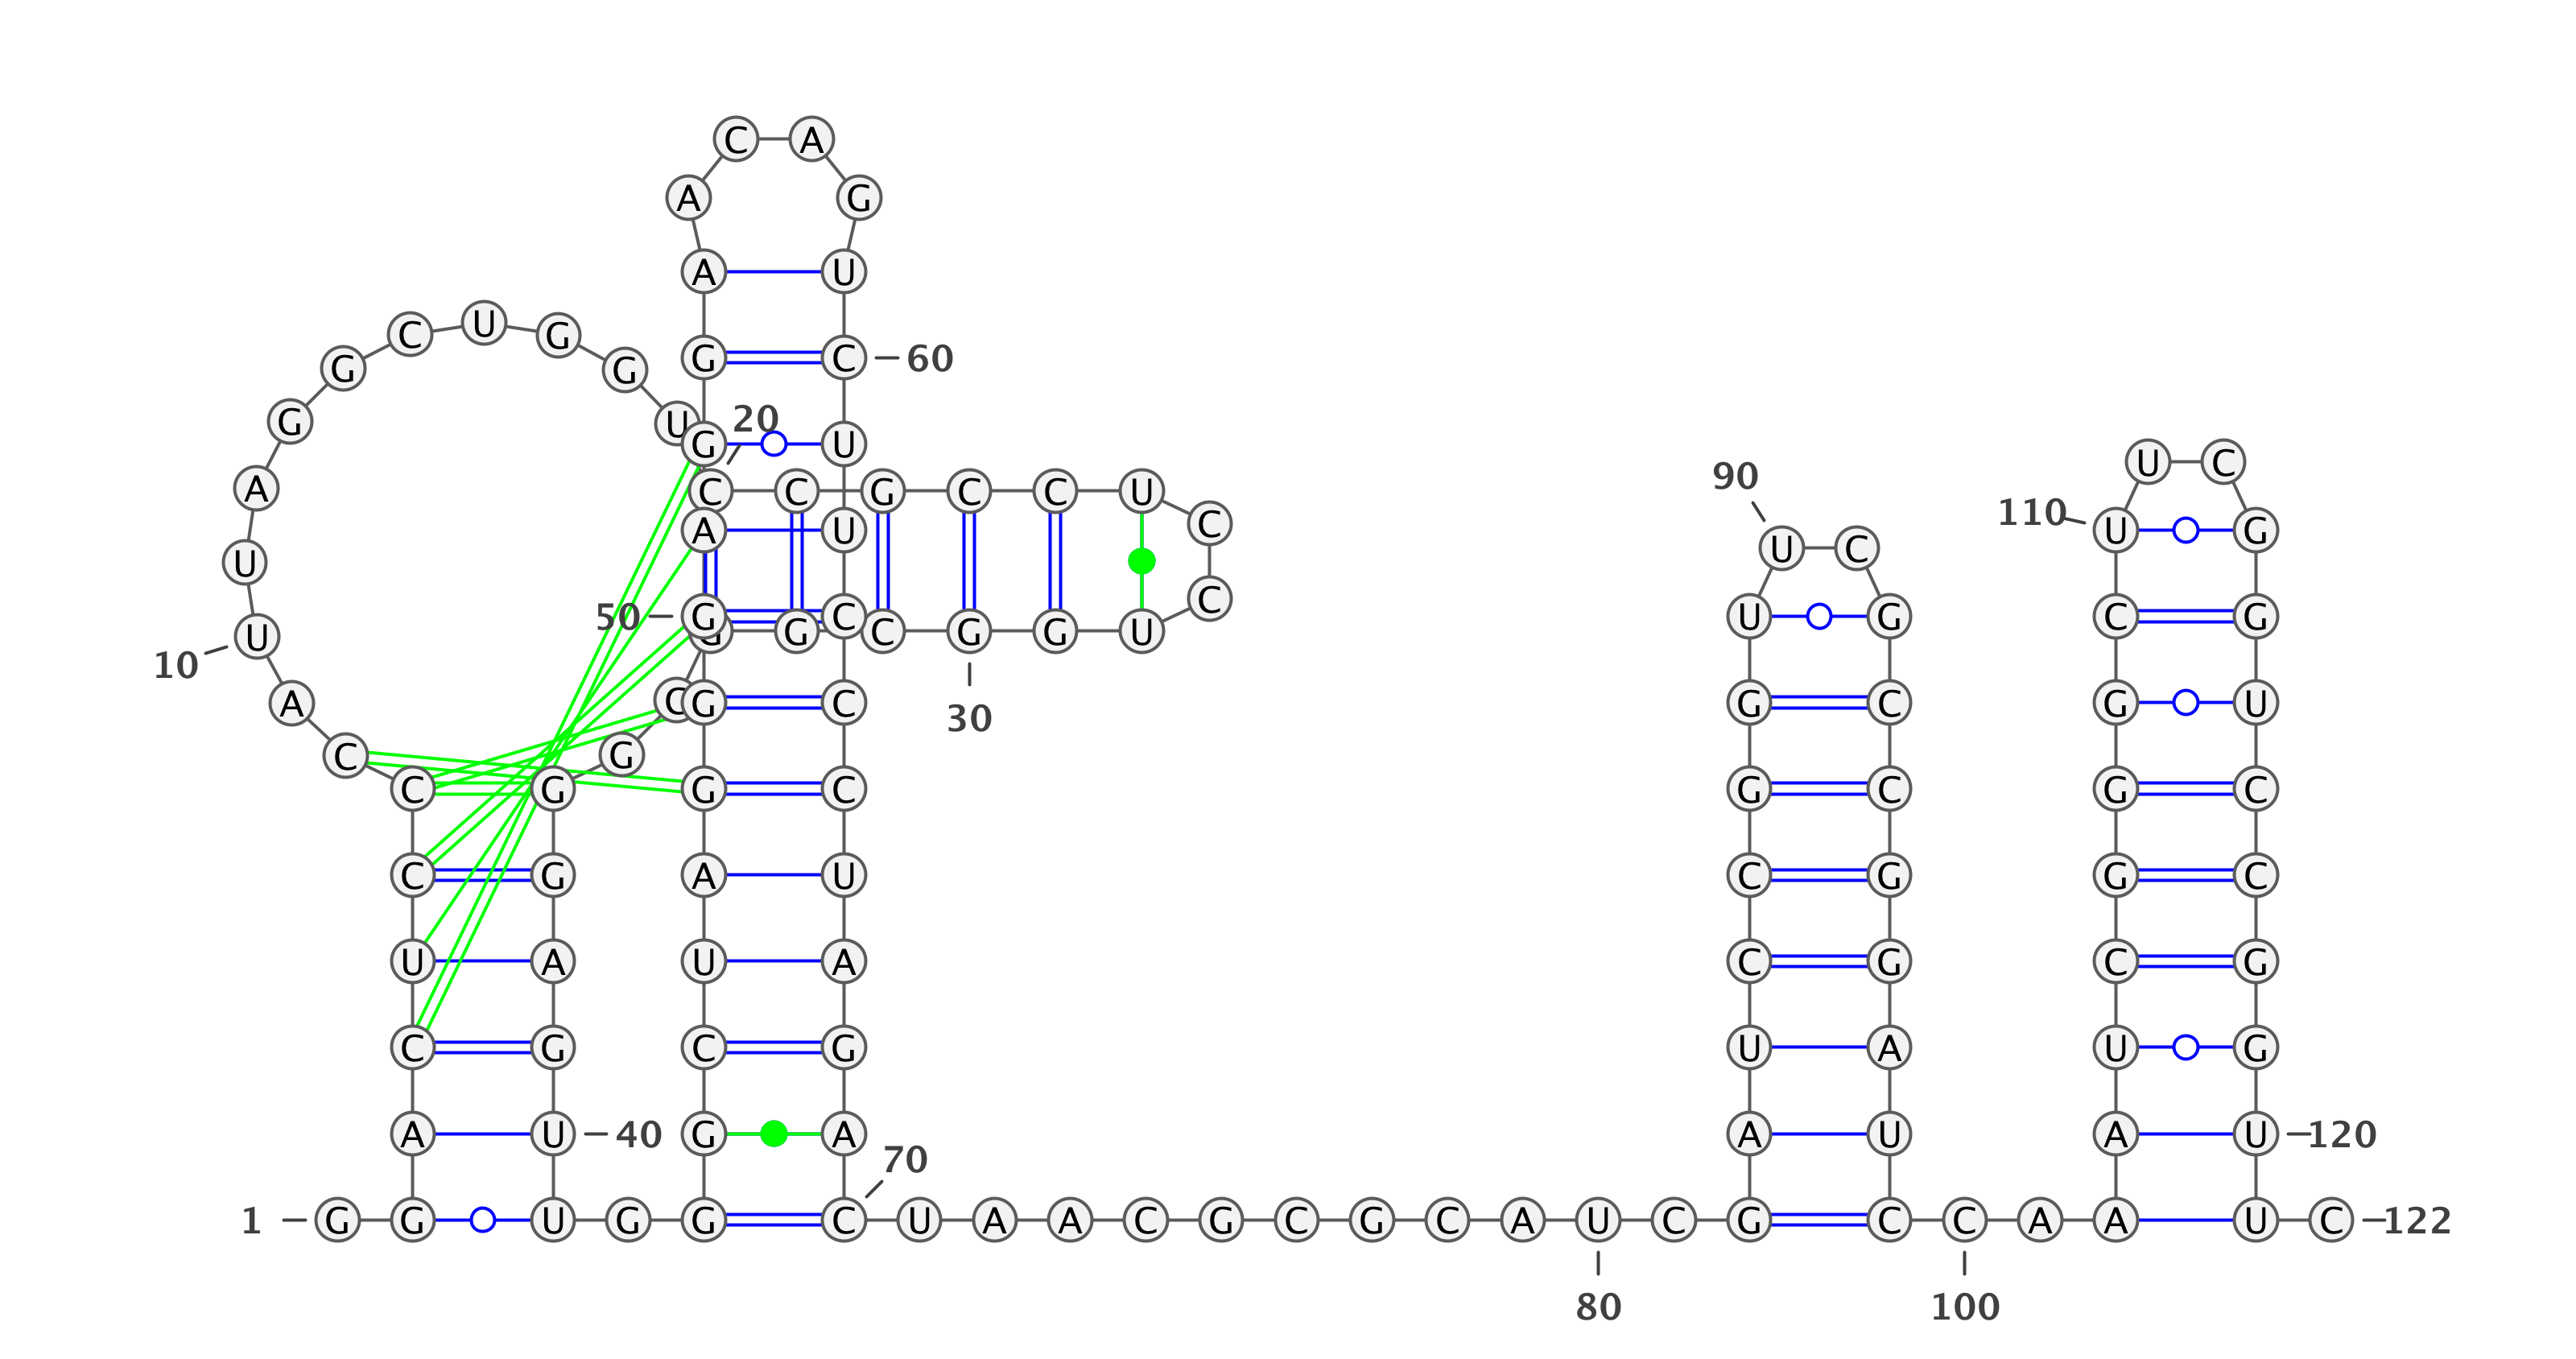 C A
A G
A U
C U G
G G G C 60
G U 20
G U
U C
A C C G C C U 90
110 U G
C
A U
U C
U
50 G C U G C G
C
U G G C G G U
10
A C G C G C G U
30
C G
C G G C G C G C
C G A U C G G C
U A U A C G C G
C G C G U A U G
A U 40 G A A U A U 120
70
1 G G U G G C U A A C G C G C A U C G C C A A U C 122
80 100